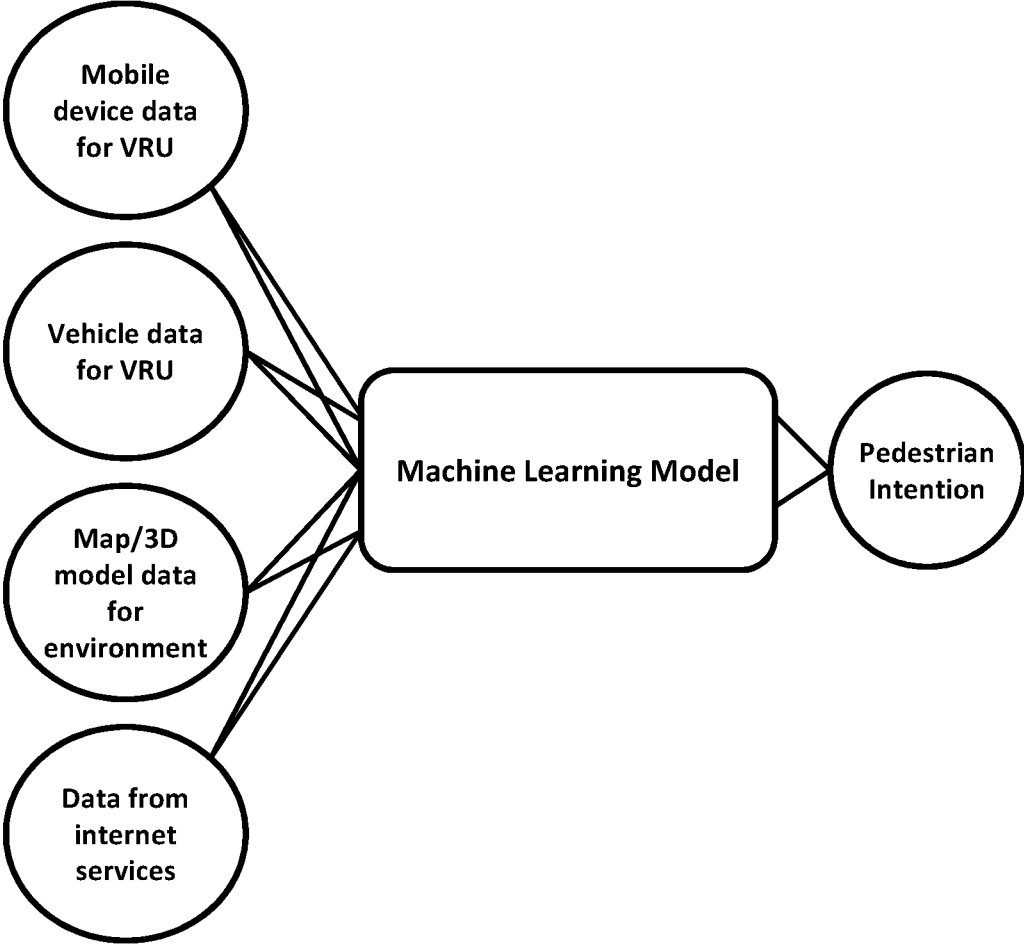 Mobile
device data
for VRU
Vehicle data
for VRU
Map/3D
model data
for
environment
Data from
internet
services
Machine Learning Model
Pedestrian
Intention